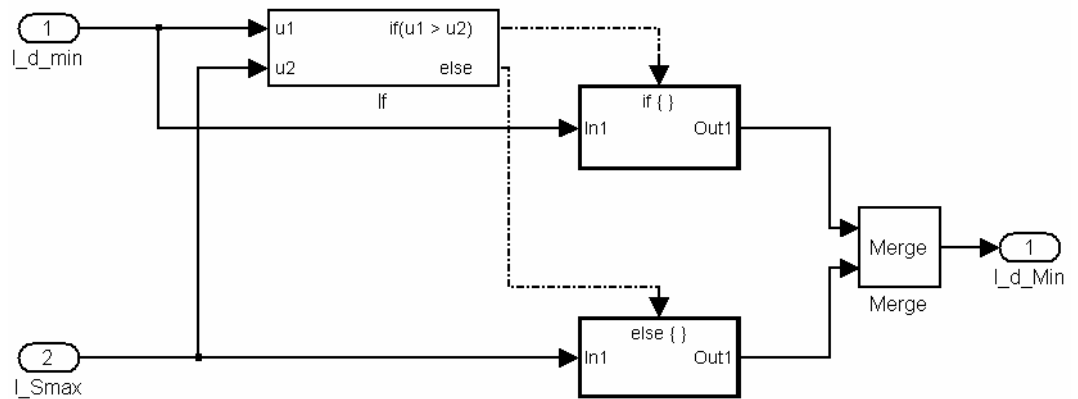 1
I_d_min
u1
if(u1 > u2)
u2
else
If
if { }
In1
Out1
Merge
Merge
1
I_d_Min
else { }
In1
Out1
2
I_Smax